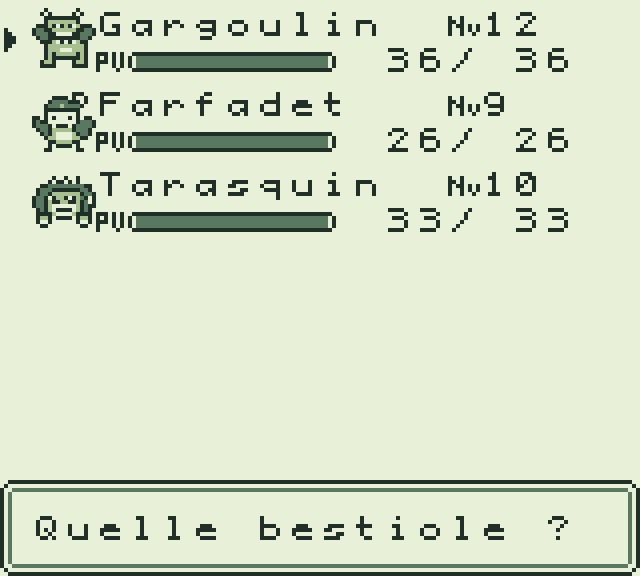 Gargoulin Nv12
PV 36/ 36
Farfadet Nv9
PV 26/ 26
Tarasquin Nv10
PV 33/ 33
Quelle bestiole ?